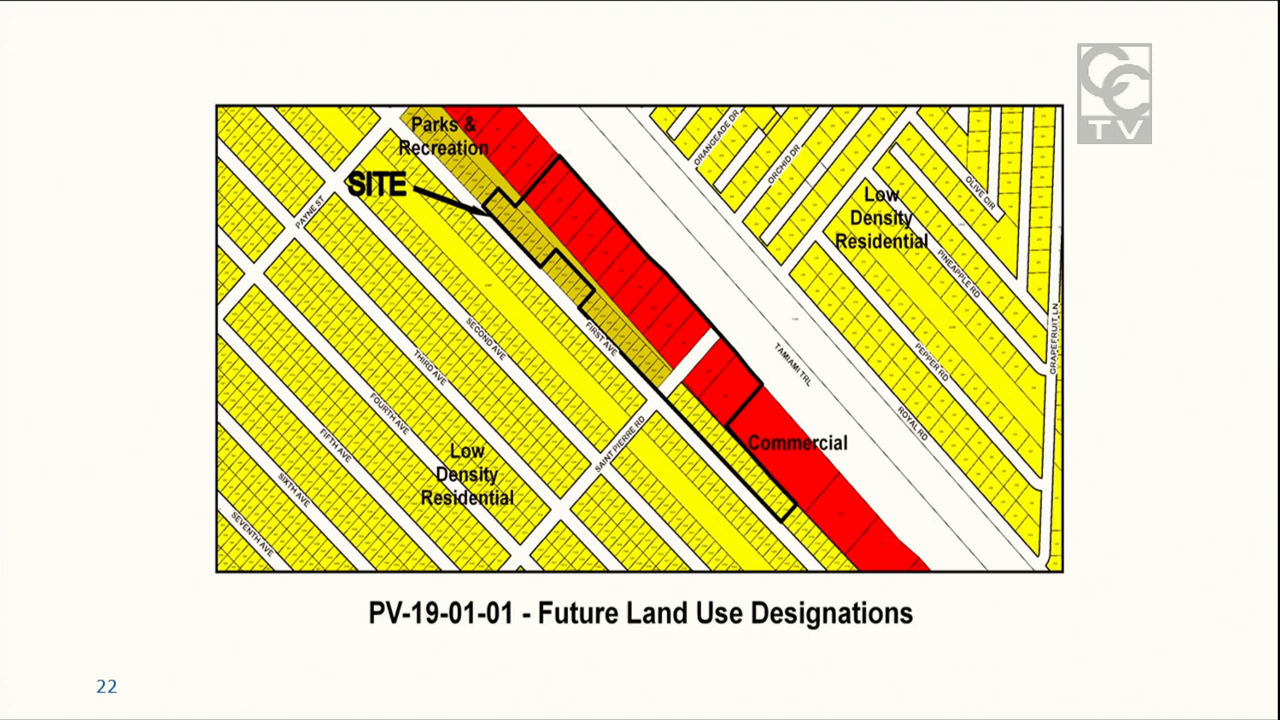 CC
TV
Parks &
Recreation
SITE
PAYNE ST
ORANGEADE DR
ORCHID DR
OLIVE CIR
Low
Density
Residential
PINEAPPLE RD
GRAPEFRUIT LN
SECOND AVE
FIRST AVE
TAMIAMI TRL
PEPPER RD
THIRD AVE
FOURTH AVE
ROYAL RD
FIFTH AVE
SAINT PIERRE RD
Commercial
Low
Density
Residential
SIXTH AVE
SEVENTH AVE
PV-19-01-01 - Future Land Use Designations
22